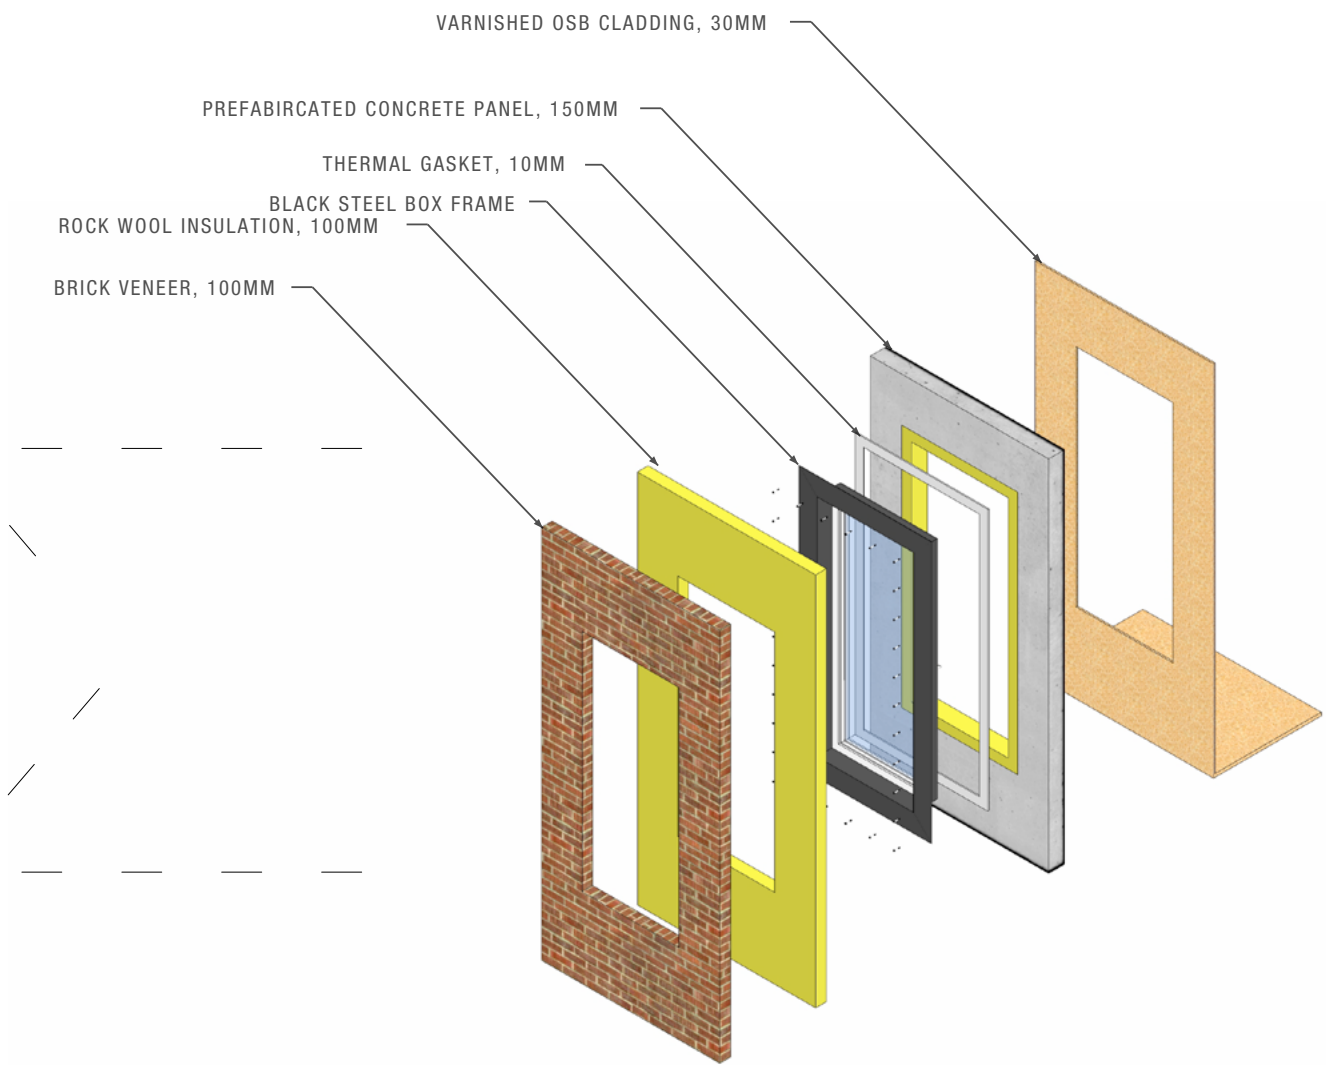 VARNISHED OSB CLADDING, 30MM
PREFABIRCATED CONCRETE PANEL, 150MM
THERMAL GASKET, 10MM
BLACK STEEL BOX FRAME
ROCK WOOL INSULATION, 100MM
BRICK VENEER, 100MM